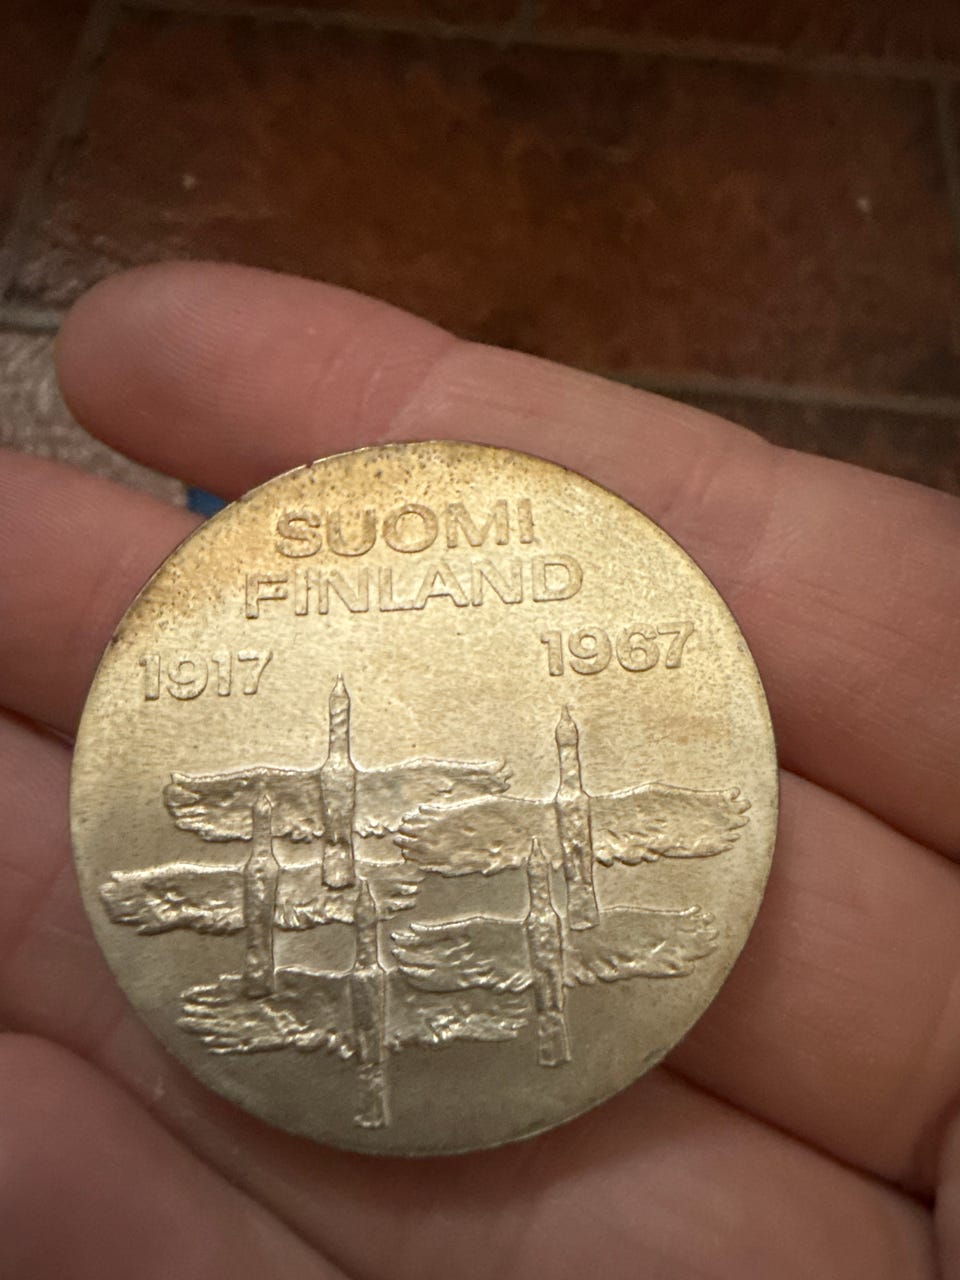 SUOMI
FINLAND
1917 1967